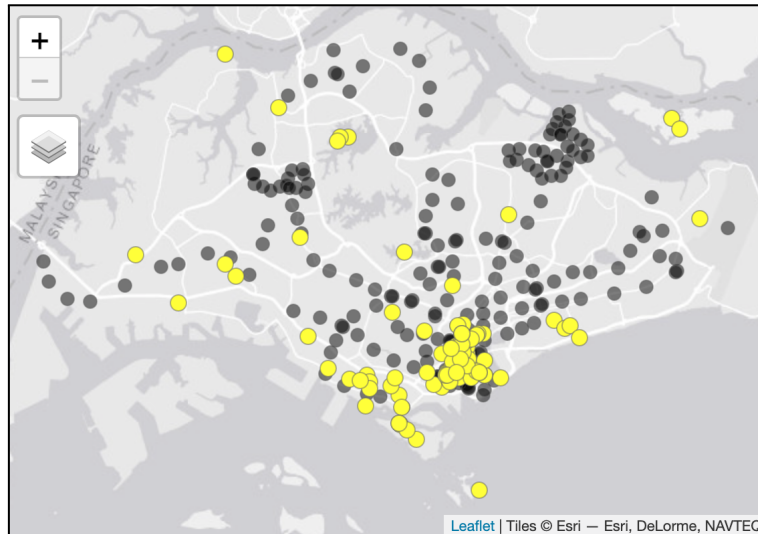 +
−
MALAYSIA
SINGAPORE
Leaflet | Tiles © Esri — Esri, DeLorme, NAVTEQ